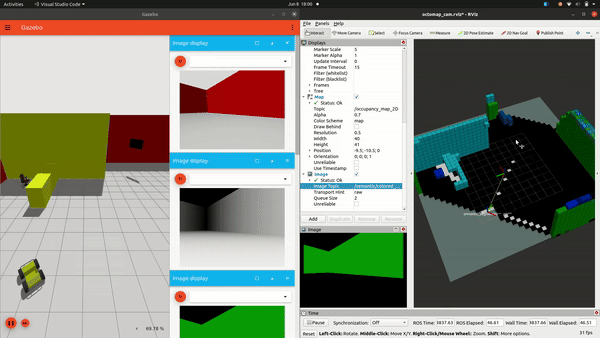 Activities
Visual Studio Code
Jun 8 18:00
Gazebo
Gazebo
Image display
Image display
Image display
69.78 %
octomap_cam.rviz* - RViz
File Panels Help
Interact
Move Camera
Select
Focus Camera
Measure
2D Pose Estimate
2D Nav Goal
Publish Point
Displays
Marker Scale 5
Marker Alpha 1
Update Interval 0
Frame Timeout 15
Filter (whitelist)
Filter (blacklist)
Frames
Tree
Map
Status: Ok
Topic /occupancy_map_2D
Alpha 0.7
Color Scheme map
Draw Behind
Resolution 0.5
Width 40
Height 41
Position -9.5; -10.5; 0
Orientation 0; 0; 0; 1
Unreliable
Use Timestamp
Image
Status: Ok
Image Topic /semantic/colored_...
Transport Hint raw
Queue Size 2
Unreliable
Add
Duplicate
Remove
Rename
Image
Time
Pause
Synchronization: Off
ROS Time: 3837.63
ROS Elapsed: 46.61
Wall Time: 3837.66
Wall Elapsed: 46.51
Reset
Left-Click: Rotate. Middle-Click: Move X/Y. Right-Click/Mouse Wheel: Zoom. Shift: More options.
31 fps